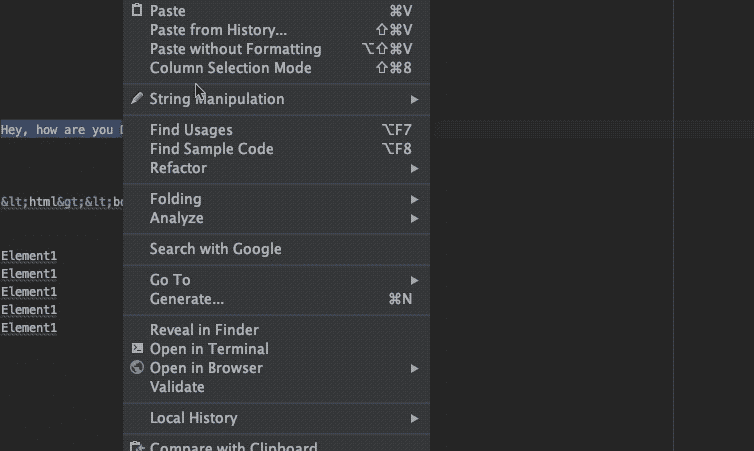 Paste ⌘V
Paste from History... ⇧⌘V
Paste without Formatting ⌥⇧⌘V
Column Selection Mode ⇧⌘8
String Manipulation
Hey, how are you
Find Usages ⌥F7
Find Sample Code ⌥F8
Refactor
&lt;html&gt;&lt;bo
Folding
Analyze
Element1
Search with Google
Element1
Go To
Element1
Generate... ⌘N
Element1
Element1
Reveal in Finder
Open in Terminal
Open in Browser
Validate
Local History
Compare with Clipboard